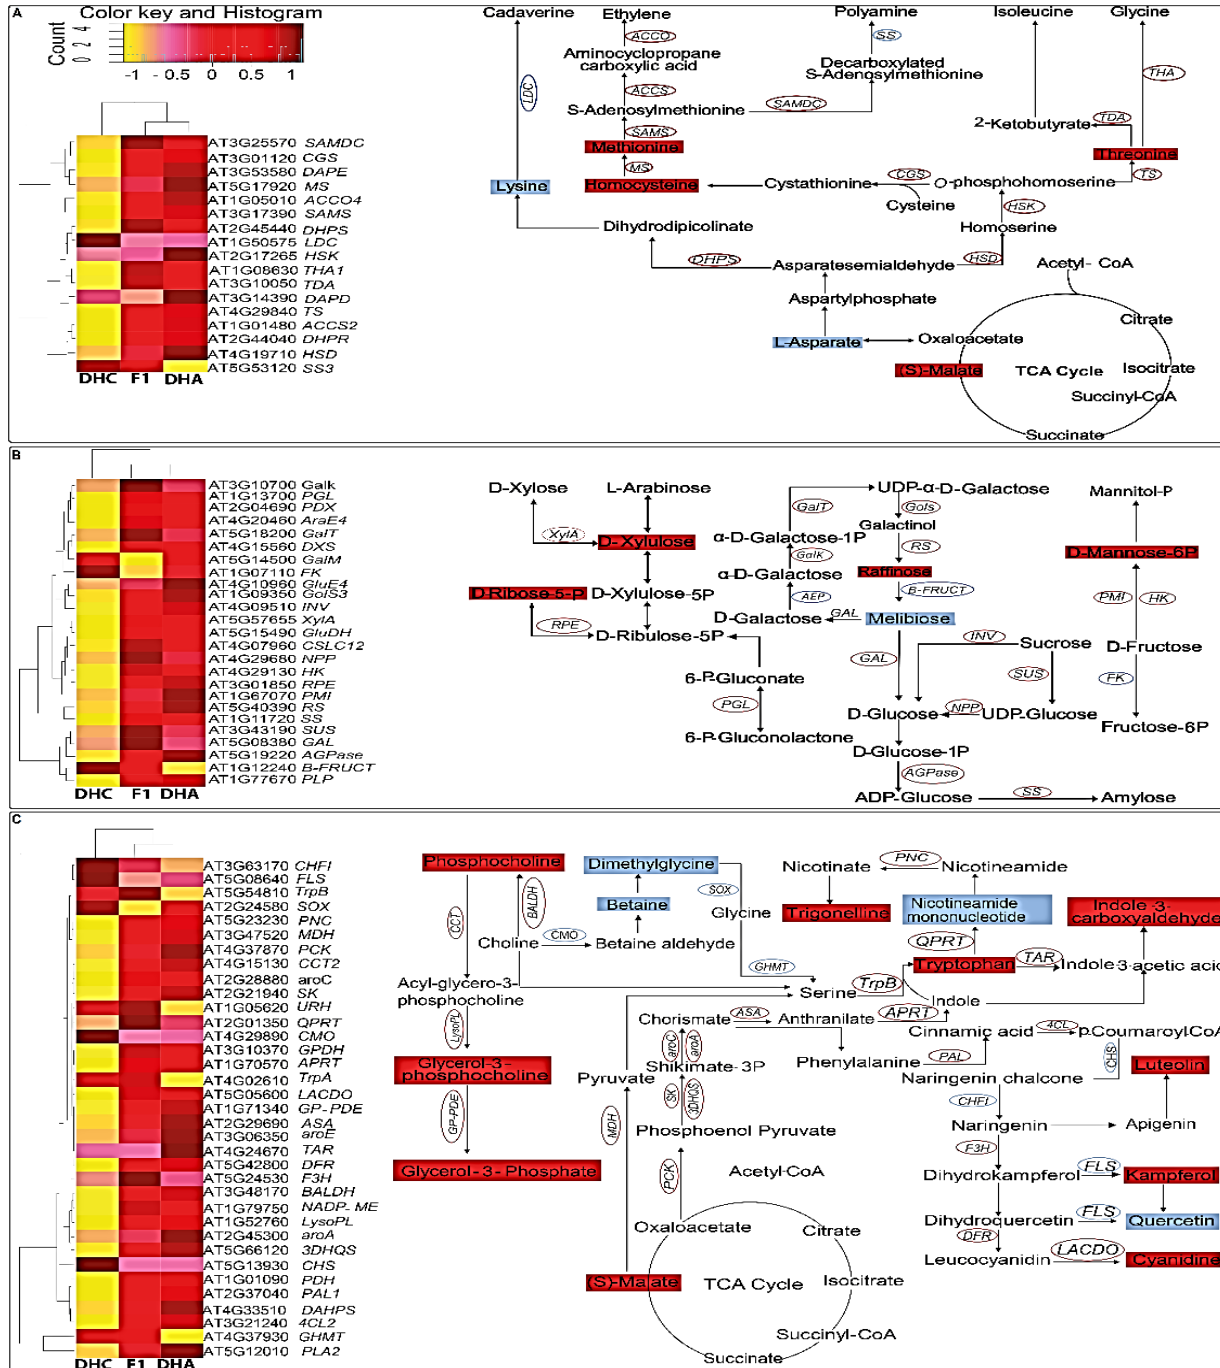 A
Color key and Histogram
Count
0 2 4
-1 -0.5 0 0.5 1
AT3G25570 SAMDC
AT3G01120 CGS
AT3G53580 DAPE
AT5G17920 MS
AT1G05010 ACCO4
AT3G17390 SAMS
AT2G45440 DHPS
AT1G50575 LDC
AT2G17265 HSK
AT1G08630 THA1
AT3G10050 TDA
AT3G14390 DAPD
AT4G29840 TS
AT1G01480 ACCS2
AT2G44040 DHPR
AT4G19710 HSD
AT5G53120 SS3
DHC F1 DHA
Cadaverine
Ethylene
Polyamine
Isoleucine
Glycine
ACCO
SS
Aminocyclopropane
carboxylic acid
Decarboxylated
S-Adenosylmethionine
THA
LDC
ACCS
SAMDC
S-Adenosylmethionine
SAMS
TDA
2-Ketobutyrate
Methionine
Threonine
MS
TS
Lysine
Homocysteine
Cystathionine
CGS
O-phosphohomoserine
Cysteine
HSK
Dihydrodipicolinate
Homoserine
DHPS
HSD
Asparatesemialdehyde
Acetyl- CoA
Aspartylphosphate
Citrate
L-Asparate
Oxaloacetate
(S)-Malate
TCA Cycle
Isocitrate
Succinyl-CoA
Succinate
B
AT3G10700 Galk
AT1G13700 PGL
AT2G04690 PDX
AT4G20460 AraE4
AT5G18200 GalT
AT4G15560 DXS
AT5G14500 GalM
AT1G07110 FK
AT4G10960 GluE4
AT1G09350 GolS3
AT4G09510 INV
AT5G57655 XylA
AT5G15490 GluDH
AT4G07960 CSLC12
AT4G29680 NPP
AT4G29130 HK
AT3G01850 RPE
AT1G67070 PMI
AT5G40390 RS
AT1G11720 SS
AT3G43190 SUS
AT5G08380 GAL
AT5G19220 AGPase
AT1G12240 B-FRUCT
AT1G77670 PLP
DHC F1 DHA
D-Xylose
L-Arabinose
UDP-α-D-Galactose
Mannitol-P
GalT
Gols
Galactinol
XylA
D-Xylulose
α-D-Galactose-1P
RS
D-Mannose-6P
Galk
Raffinose
D-Ribose-5-P
D-Xylulose-5P
α-D-Galactose
AEP
B-FRUCT
PMI
HK
D-Galactose
GAL
Melibiose
RPE
D-Ribulose-5P
INV
Sucrose
D-Fructose
GAL
SUS
FK
6-P-Gluconate
PGL
D-Glucose
NPP
UDP-Glucose
Fructose-6P
6-P-Gluconolactone
D-Glucose-1P
AGPase
ADP-Glucose
SS
Amylose
C
AT3G63170 CHFI
AT5G08640 FLS
AT5G54810 TrpB
AT2G24580 SOX
AT5G23230 PNC
AT3G47520 MDH
AT4G37870 PCK
AT4G15130 CCT2
AT2G28880 aroC
AT2G21940 SK
AT1G05620 URH
AT2G01350 QPRT
AT4G29890 CMO
AT3G10370 GPDH
AT1G70570 APRT
AT4G02610 TrpA
AT5G05600 LACDO
AT1G71340 GP-PDE
AT2G29690 ASA
AT3G06350 aroE
AT4G24670 TAR
AT5G42800 DFR
AT5G24530 F3H
AT3G48170 BALDH
AT1G79750 NADP-ME
AT1G52760 LysoPL
AT2G45300 aroA
AT5G66120 3DHQS
AT5G13930 CHS
AT1G01090 PDH
AT2G37040 PAL1
AT4G33510 DAHPS
AT3G21240 4CL2
AT4G37930 GHMT
AT5G12010 PLA2
DHC F1 DHA
Phosphocholine
Dimethylglycine
Nicotinate
PNC
Nicotineamide
SOX
CCT
BALDH
Betaine
Glycine
Trigonelline
Nicotineamide
mononucleotide
Indole-3-
carboxyaldehyde
Choline
CMO
Betaine aldehyde
QPRT
GHMT
Tryptophan
TAR
Indole-3-acetic acid
Acyl-glycero-3-
phosphocholine
Serine
TrpB
Indole
LysoPL
Chorismate
ASA
Anthranilate
APRT
Cinnamic acid
4CL
p-Coumaroyl-CoA
aroC
aroA
Glycerol-3-
phosphocholine
Shikimate-3P
Phenylalanine
PAL
CHS
Luteolin
Pyruvate
SK
3DHQS
Naringenin chalcone
CHFI
GP-PDE
MDH
Phosphoenol Pyruvate
Naringenin
Apigenin
F3H
Glycerol-3-Phosphate
PCK
Acetyl-CoA
Dihydrokampferol
FLS
Kampferol
Oxaloacetate
Citrate
Dihydroquercetin
FLS
Quercetin
DFR
Leucocyanidin
LACDO
Cyanidine
(S)-Malate
TCA Cycle
Isocitrate
Succinyl-CoA
Succinate